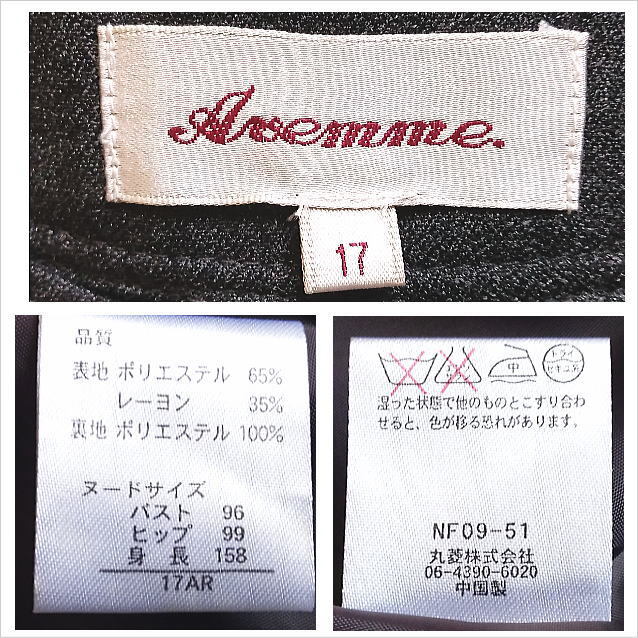 Avemme.
17
品質
表地 ポリエステル 65%
レーヨン 35%
裏地 ポリエステル 100%
ヌードサイズ
バスト 96
ヒップ 99
身長 158
17AR
中
ドライ
セキユ系
湿った状態で他のものとこすり合わ
せると、色が移る恐れがあります。
NF09-51
丸菱株式会社
06-4390-6020
中国製